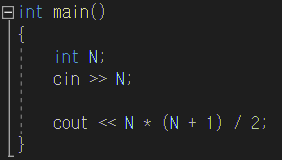 int main()
{
    int N;
    cin >> N;

    cout << N * (N + 1) / 2;
}